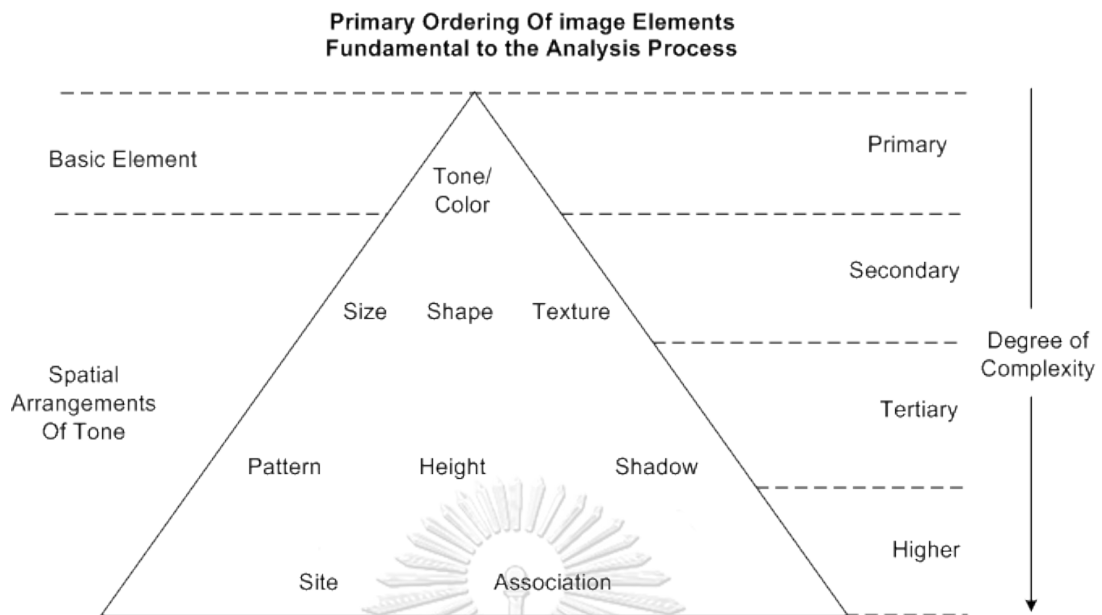 Primary Ordering Of image Elements
Fundamental to the Analysis Process
Basic Element
Primary
Tone/
Color
Secondary
Size Shape Texture
Degree of
Complexity
Spatial
Arrangements
Of Tone
Tertiary
Pattern Height Shadow
Higher
Site Association